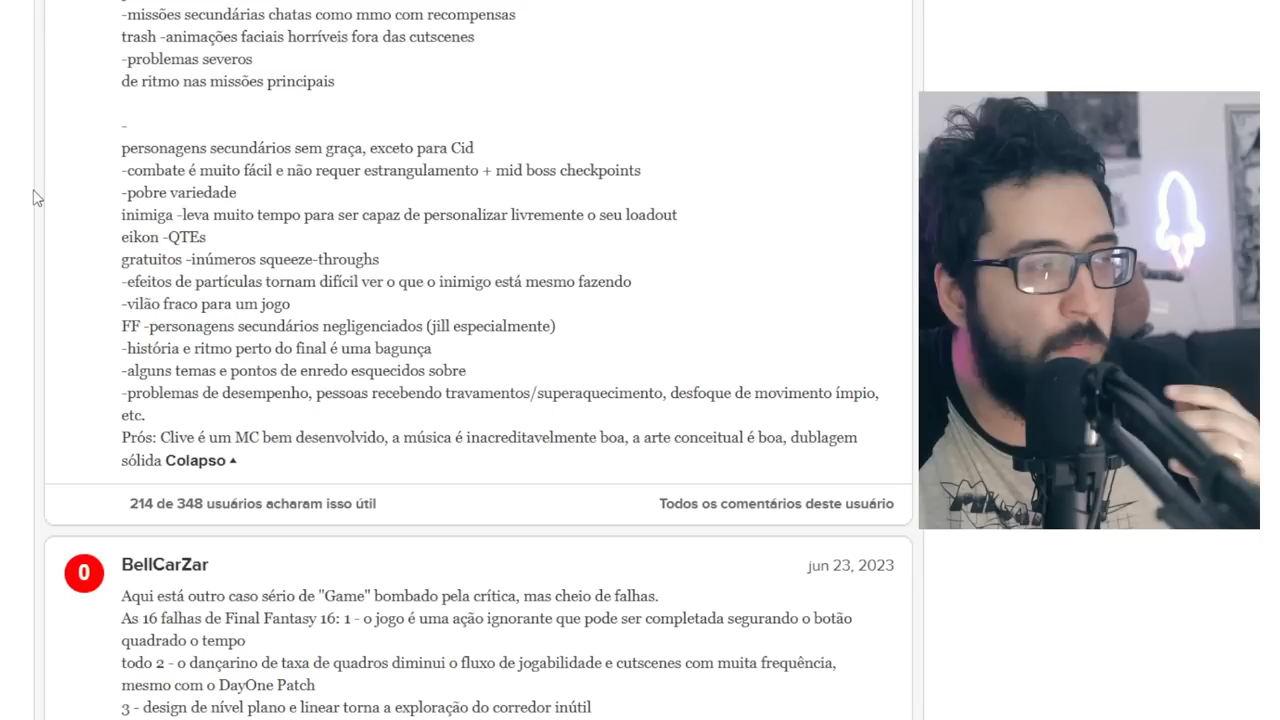 -missões secundárias chatas como mmo com recompensas
trash -animações faciais horríveis fora das cutscenes
-problemas severos
de ritmo nas missões principais
-
personagens secundários sem graça, exceto para Cid
-combate é muito fácil e não requer estrangulamento + mid boss checkpoints
-pobre variedade
inimiga -leva muito tempo para ser capaz de personalizar livremente o seu loadout
eikon -QTEs
gratuitos -inúmeros squeeze-throughs
-efeitos de partículas tornam difícil ver o que o inimigo está mesmo fazendo
-vilão fraco para um jogo
FF -personagens secundários negligenciados (jill especialmente)
-história e ritmo perto do final é uma bagunça
-alguns temas e pontos de enredo esquecidos sobre
-problemas de desempenho, pessoas recebendo travamentos/superaquecimento, desfoque de movimento ímpio,
etc.
Prós: Clive é um MC bem desenvolvido, a música é inacreditavelmente boa, a arte conceitual é boa, dublagem
sólida Colapso ▴
214 de 348 usuários acharam isso útil
Todos os comentários deste usuário
0
BellCarZar
jun 23, 2023
Aqui está outro caso sério de "Game" bombado pela crítica, mas cheio de falhas.
As 16 falhas de Final Fantasy 16: 1 - o jogo é uma ação ignorante que pode ser completada segurando o botão
quadrado o tempo
todo 2 - o dançarino de taxa de quadros diminui o fluxo de jogabilidade e cutscenes com muita frequência,
mesmo com o DayOne Patch
3 - design de nível plano e linear torna a exploração do corredor inútil